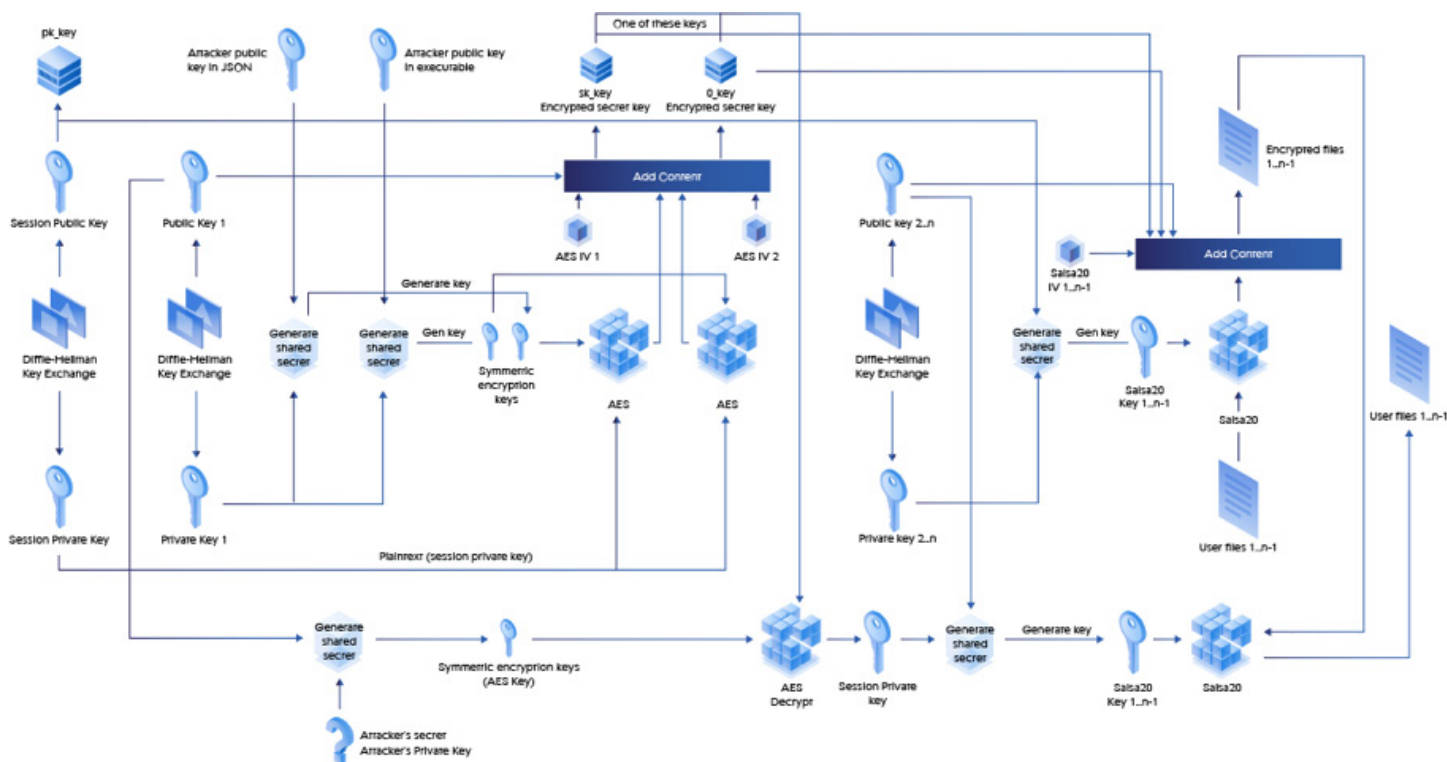 pk_key
Attacker public
key in JSON
Attacker public key
in executable
One of these keys
sk_key
Encrypted secret key
0_key
Encrypted secret key
Encrypted files
1...n-1
Add Content
Session Public Key
Public Key 1
AES IV 1
AES IV 2
Public key 2...n
Salsa20
IV 1...n-1
Add Content
Generate key
Generate
shared
secret
Generate
shared
secret
Gen key
Generate
shared
secret
Gen key
Diffie-Hellman
Key Exchange
Diffie-Hellman
Key Exchange
Symmetric
encryption
keys
AES
AES
Diffie-Hellman
Key Exchange
Salsa20
Key 1...n-1
Salsa20
User files 1...n-1
Session Private Key
Private Key 1
Private key 2...n
User files 1...n-1
Plaintext (session private key)
Generate
shared
secret
Symmetric encryption keys
(AES Key)
AES
Decrypt
Session Private
key
Generate
shared
secret
Generate key
Salsa20
Key 1...n-1
Salsa20
Attacker's secret
Attacker's Private Key